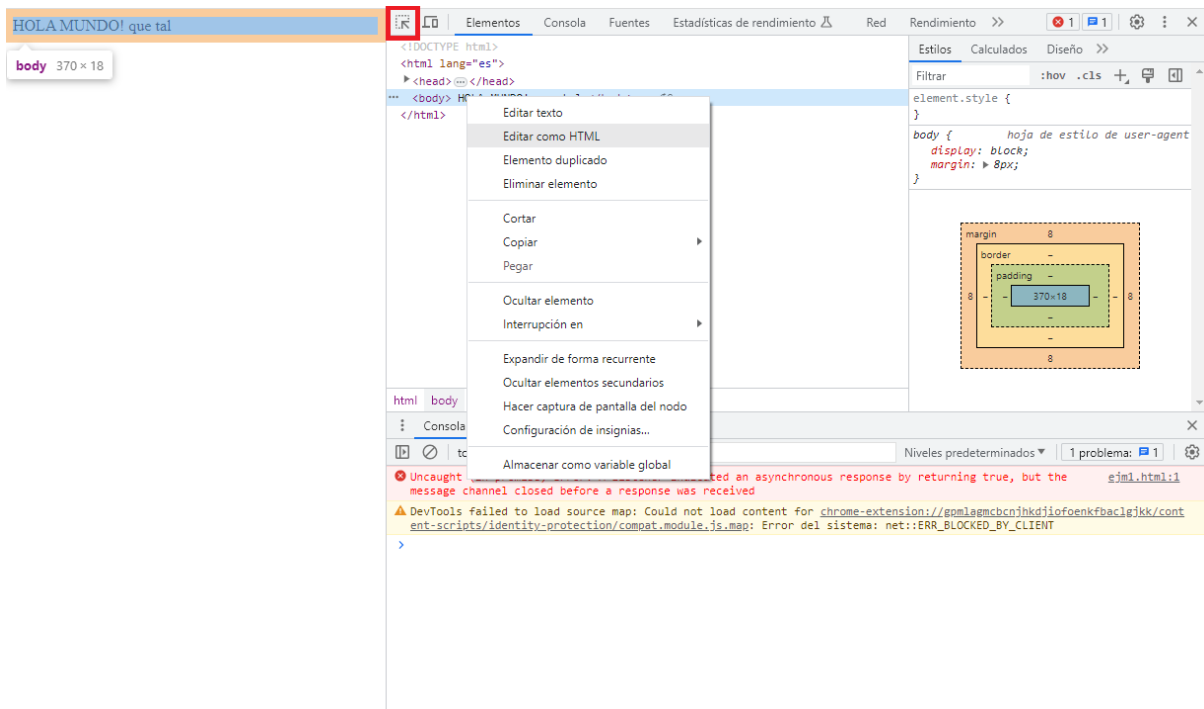 HOLA MUNDO! que tal
body 370 × 18
Elementos Consola Fuentes Estadísticas de rendimiento Red Rendimiento >> 1 1
<!DOCTYPE html>
<html lang="es">
<head> … </head>
<body>
</html>
Editar texto
Editar como HTML
Elemento duplicado
Eliminar elemento
Cortar
Copiar
Pegar
Ocultar elemento
Interrupción en
Expandir de forma recurrente
Ocultar elementos secundarios
Hacer captura de pantalla del nodo
Configuración de insignias...
Almacenar como variable global
html body
Estilos Calculados Diseño >>
Filtrar :hov .cls
element.style {
}
body { hoja de estilo de user-agent
display: block;
margin: 8px;
}
margin 8
border –
padding –
8 – – 370×18 – – 8
–
–
8
Consola
Niveles predeterminados 1 problema: 1
Uncaught an asynchronous response by returning true, but the ejm1.html:1
message channel closed before a response was received
DevTools failed to load source map: Could not load content for chrome-extension://gpmlagmcbcnjhkdjiofoenkfbaclgjkk/cont
ent-scripts/identity-protection/compat.module.js.map: Error del sistema: net::ERR_BLOCKED_BY_CLIENT